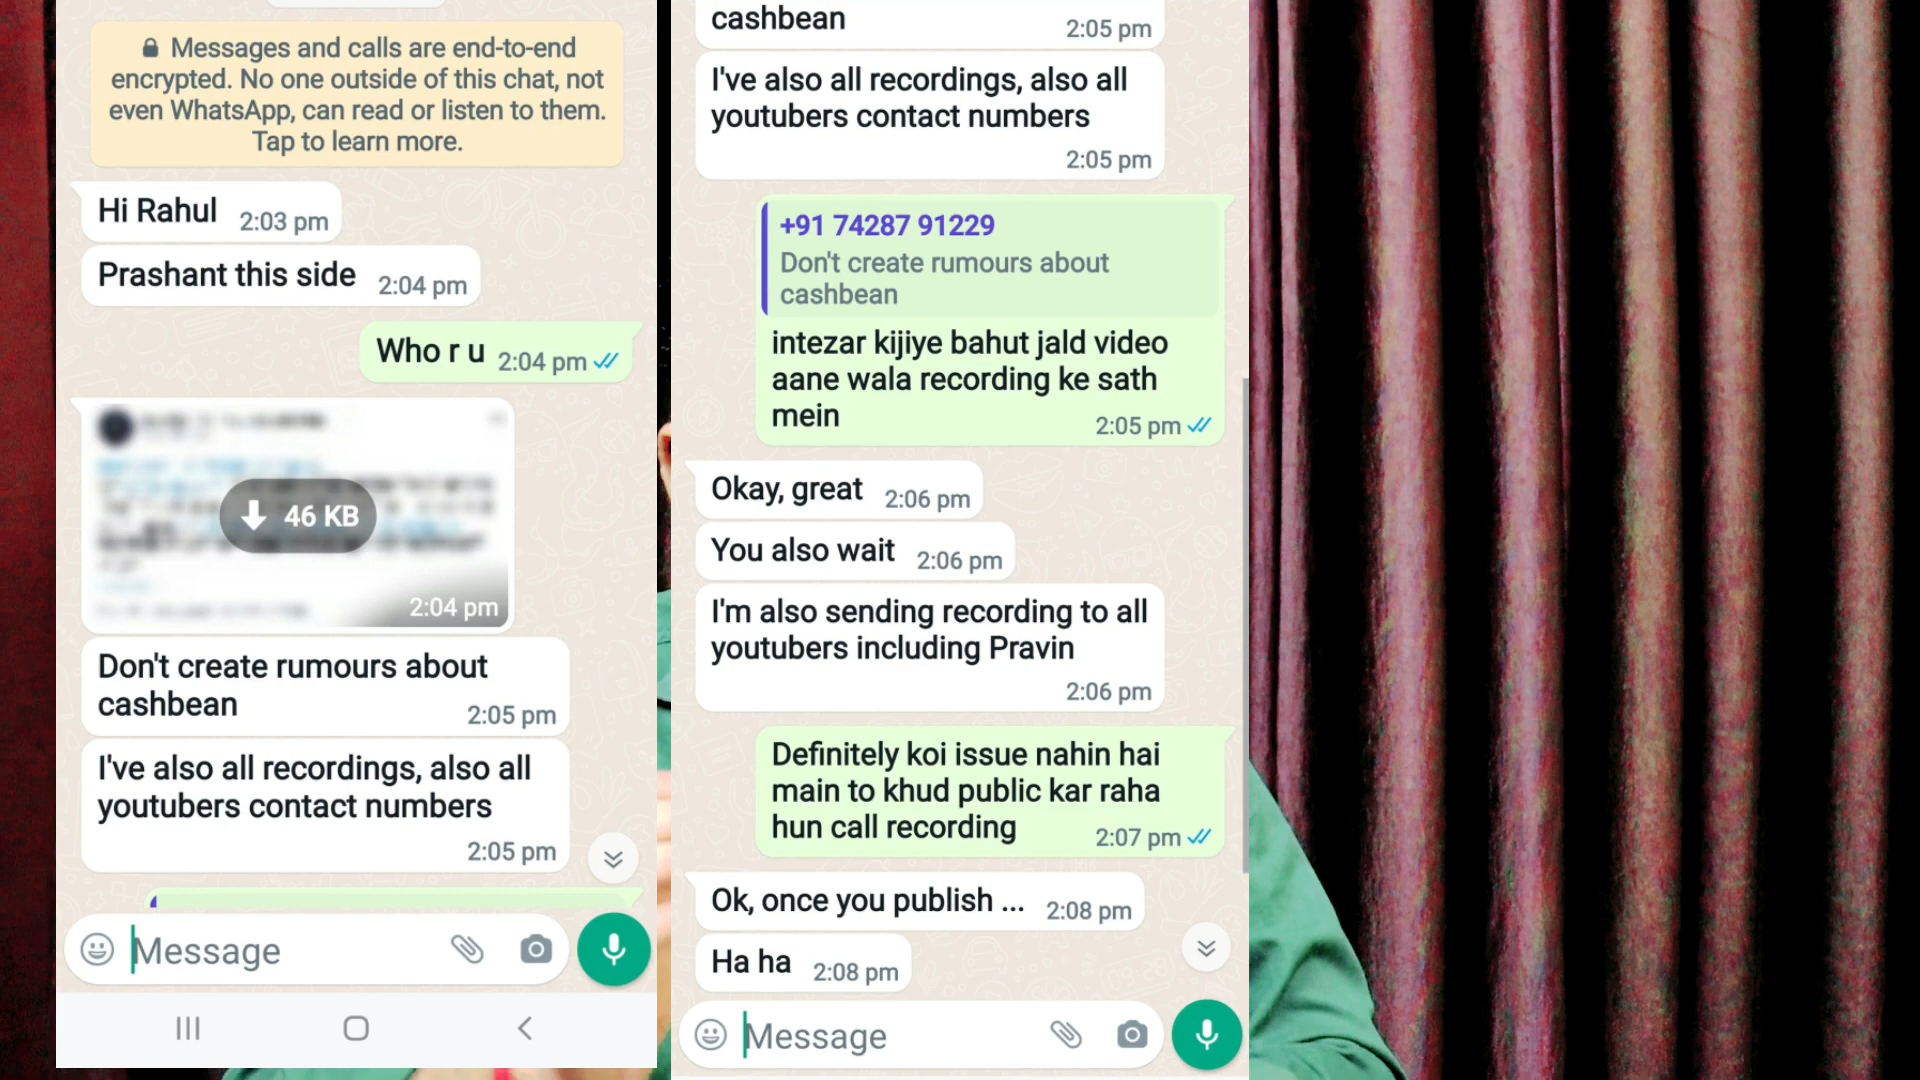 Messages and calls are end-to-end
encrypted. No one outside of this chat, not
even WhatsApp, can read or listen to them.
Tap to learn more.
Hi Rahul 2:03 pm
Prashant this side 2:04 pm
Who r u 2:04 pm
46 KB
2:04 pm
Don't create rumours about
cashbean 2:05 pm
I've also all recordings, also all
youtubers contact numbers
2:05 pm
Message
cashbean 2:05 pm
I've also all recordings, also all
youtubers contact numbers
2:05 pm
+91 74287 91229
Don't create rumours about
cashbean
intezar kijiye bahut jald video
aane wala recording ke sath
mein 2:05 pm
Okay, great 2:06 pm
You also wait 2:06 pm
I'm also sending recording to all
youtubers including Pravin
2:06 pm
Definitely koi issue nahin hai
main to khud public kar raha
hun call recording 2:07 pm
Ok, once you publish ... 2:08 pm
Ha ha 2:08 pm
Message